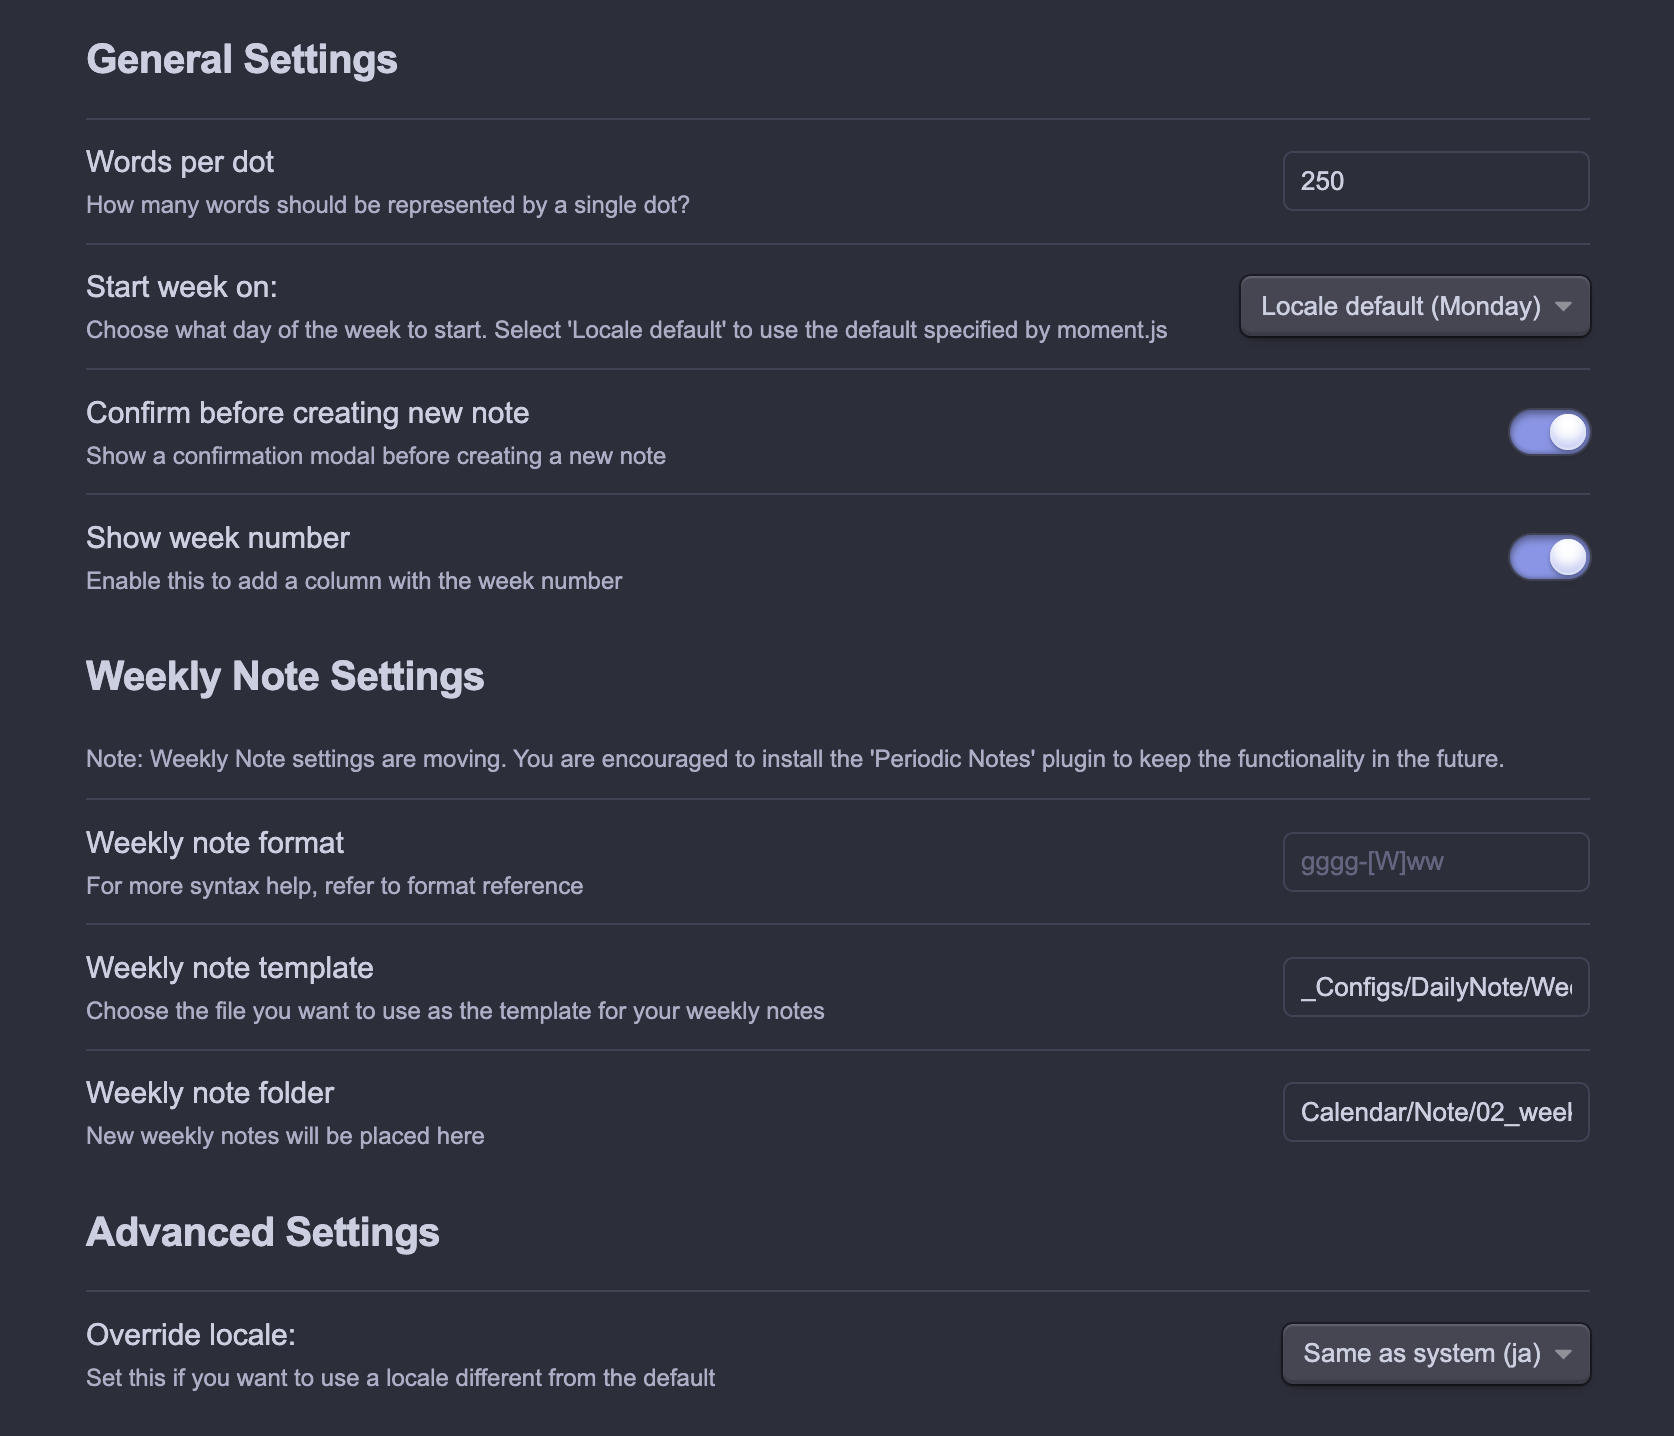 General Settings
Words per dot
How many words should be represented by a single dot?
250
Start week on:
Choose what day of the week to start. Select 'Locale default' to use the default specified by moment.js
Locale default (Monday)
Confirm before creating new note
Show a confirmation modal before creating a new note
Show week number
Enable this to add a column with the week number
Weekly Note Settings
Note: Weekly Note settings are moving. You are encouraged to install the 'Periodic Notes' plugin to keep the functionality in the future.
Weekly note format
For more syntax help, refer to format reference
gggg-[W]ww
Weekly note template
Choose the file you want to use as the template for your weekly notes
_Configs/DailyNote/Wee
Weekly note folder
New weekly notes will be placed here
Calendar/Note/02_week
Advanced Settings
Override locale:
Set this if you want to use a locale different from the default
Same as system (ja)